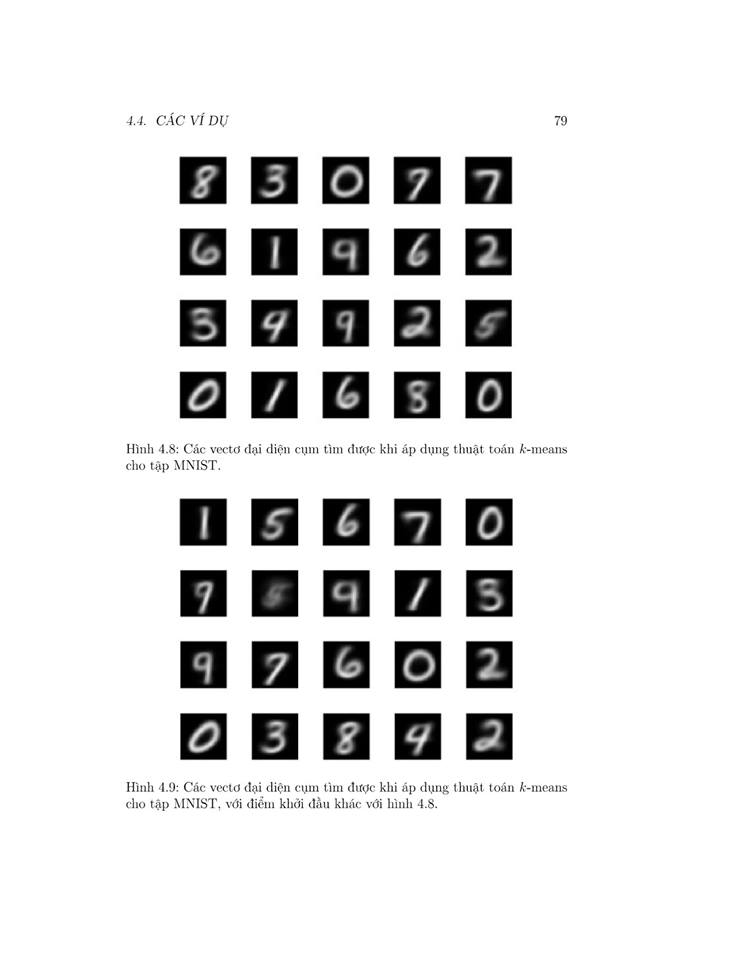 4.4. CÁC VÍ DỤ 79
8 3 0 9 7
6 1 9 6 2
3 4 9 2 5
0 1 6 8 0
Hình 4.8: Các vectơ đại diện cụm tìm được khi áp dụng thuật toán k-means
cho tập MNIST.
1 5 6 7 0
9 9 1 3
9 7 6 0 2
0 3 8 4 2
Hình 4.9: Các vectơ đại diện cụm tìm được khi áp dụng thuật toán k-means
cho tập MNIST, với điểm khởi đầu khác với hình 4.8.